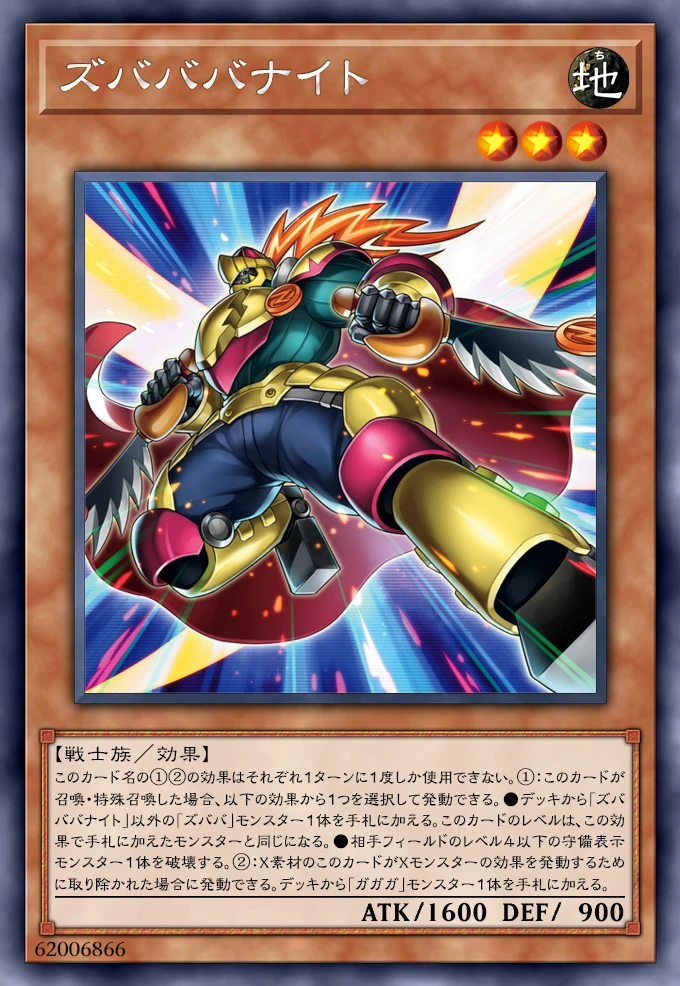 ズバババナイト
地
ち
【戦士族／効果】
このカード名の①②の効果はそれぞれ1ターンに1度しか使用できない。①：このカードが
召喚・特殊召喚した場合、以下の効果から1つを選択して発動できる。●デッキから「ズバ
ババナイト」以外の「ズババ」モンスター1体を手札に加える。このカードのレベルは、この効
果で手札に加えたモンスターと同じになる。●相手フィールドのレベル４以下の守備表示
モンスター1体を破壊する。②：X素材のこのカードがXモンスターの効果を発動するため
に取り除かれた場合に発動できる。デッキから「ガガガ」モンスター1体を手札に加える。
ATK/1600 DEF/ 900
62006866